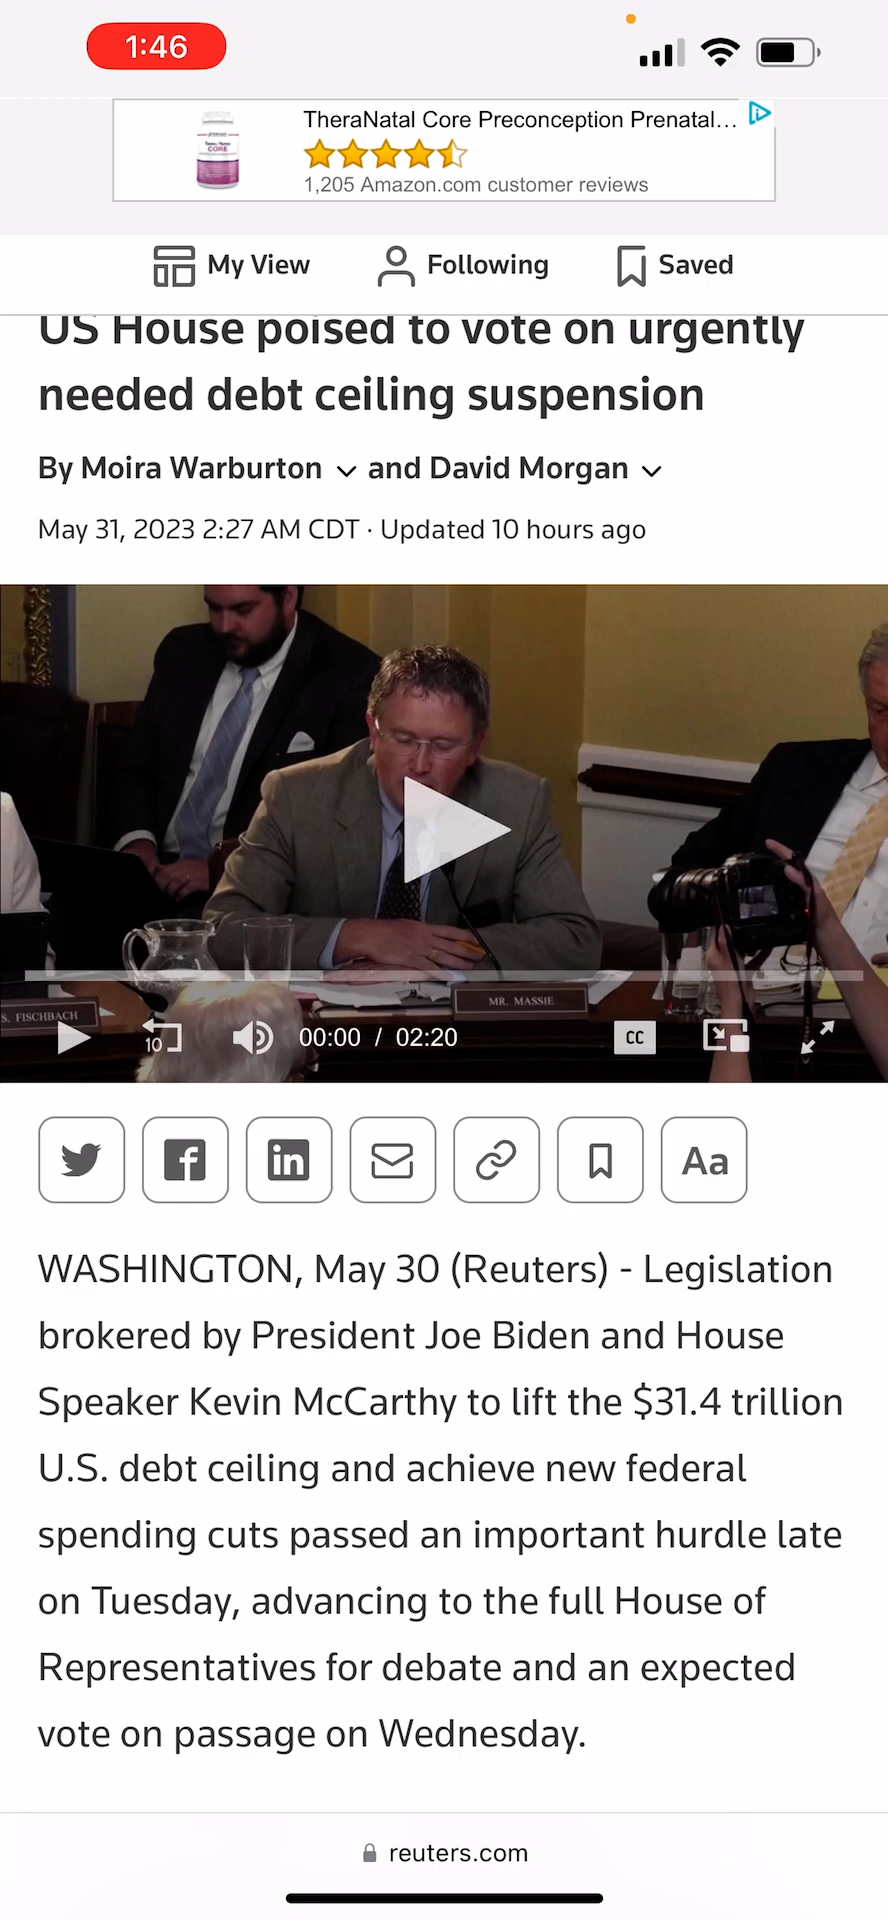 1:46
TheraNatal Core Preconception Prenatal...
1,205 Amazon.com customer reviews
My View
Following
Saved
US House poised to vote on urgently
needed debt ceiling suspension
By Moira Warburton and David Morgan
May 31, 2023 2:27 AM CDT · Updated 10 hours ago
S. FISCHBACH
MR. MASSIE
10
00:00 / 02:20
CC
Aa
WASHINGTON, May 30 (Reuters) - Legislation
brokered by President Joe Biden and House
Speaker Kevin McCarthy to lift the $31.4 trillion
U.S. debt ceiling and achieve new federal
spending cuts passed an important hurdle late
on Tuesday, advancing to the full House of
Representatives for debate and an expected
vote on passage on Wednesday.
reuters.com